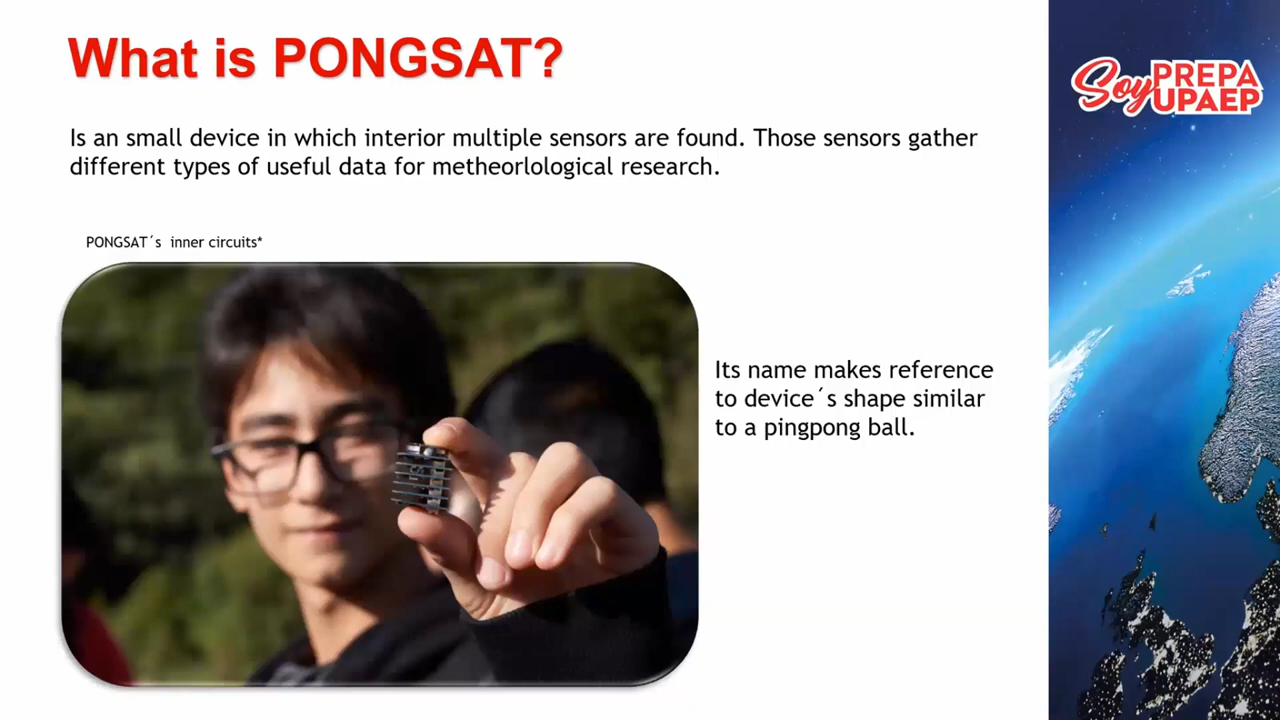 What is PONGSAT?
Soy PREPA
UPAEP
Is an small device in which interior multiple sensors are found. Those sensors gather
different types of useful data for metheorlological research.
PONGSAT´s  inner circuits*
Its name makes reference
to device´s shape similar
to a pingpong ball.